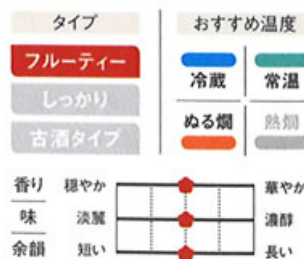 タイプ
フルーティー
しっかり
古酒タイプ
おすすめ温度
冷蔵 常温
ぬる燗 熱燗
香り 穏やか 華やか
味 淡麗 濃醇
余韻 短い 長い